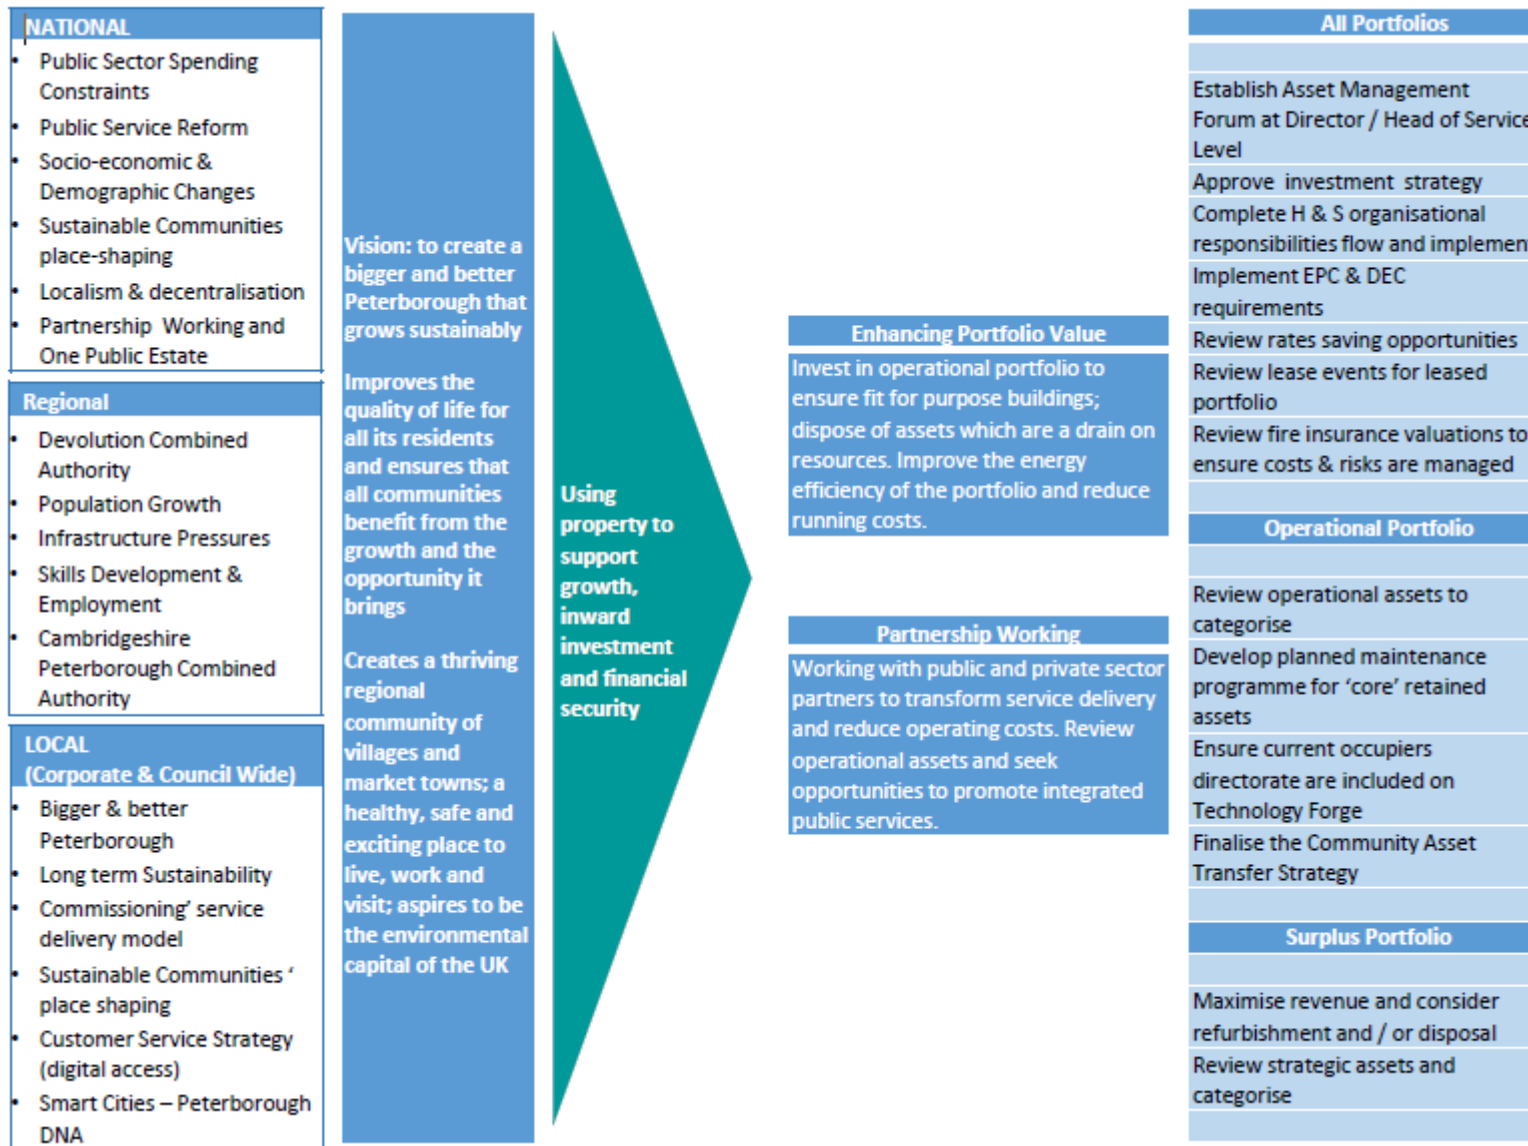 NATIONAL
• Public Sector Spending
Constraints
• Public Service Reform
• Socio-economic &
Demographic Changes
• Sustainable Communities
place-shaping
• Localism & decentralisation
• Partnership Working and
One Public Estate
Regional
• Devolution Combined
Authority
• Population Growth
• Infrastructure Pressures
• Skills Development &
Employment
• Cambridgeshire
Peterborough Combined
Authority
LOCAL
(Corporate & Council Wide)
• Bigger & better
Peterborough
• Long term Sustainability
• Commissioning’ service
delivery model
• Sustainable Communities ‘
place shaping
• Customer Service Strategy
(digital access)
• Smart Cities – Peterborough
DNA
Vision: to create a
bigger and better
Peterborough that
grows sustainably
Improves the
quality of life for
all its residents
and ensures that
all communities
benefit from the
growth and the
opportunity it
brings
Creates a thriving
regional
community of
villages and
market towns; a
healthy, safe and
exciting place to
live, work and
visit; aspires to be
the environmental
capital of the UK
Using
property to
support
growth,
inward
investment
and financial
security
Enhancing Portfolio Value
Invest in operational portfolio to
ensure fit for purpose buildings;
dispose of assets which are a drain on
resources. Improve the energy
efficiency of the portfolio and reduce
running costs.
Partnership Working
Working with public and private sector
partners to transform service delivery
and reduce operating costs. Review
operational assets and seek
opportunities to promote integrated
public services.
All Portfolios
Establish Asset Management
Forum at Director / Head of Service
Level
Approve investment strategy
Complete H & S organisational
responsibilities flow and implement
Implement EPC & DEC
requirements
Review rates saving opportunities
Review lease events for leased
portfolio
Review fire insurance valuations to
ensure costs & risks are managed
Operational Portfolio
Review operational assets to
categorise
Develop planned maintenance
programme for ‘core’ retained
assets
Ensure current occupiers
directorate are included on
Technology Forge
Finalise the Community Asset
Transfer Strategy
Surplus Portfolio
Maximise revenue and consider
refurbishment and / or disposal
Review strategic assets and
categorise